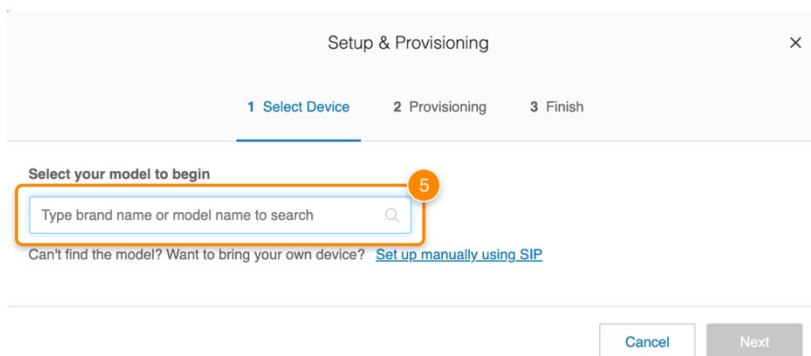 Setup & Provisioning
1 Select Device 2 Provisioning 3 Finish
Select your model to begin
5
Type brand name or model name to search
Can't find the model? Want to bring your own device? Set up manually using SIP
Cancel Next